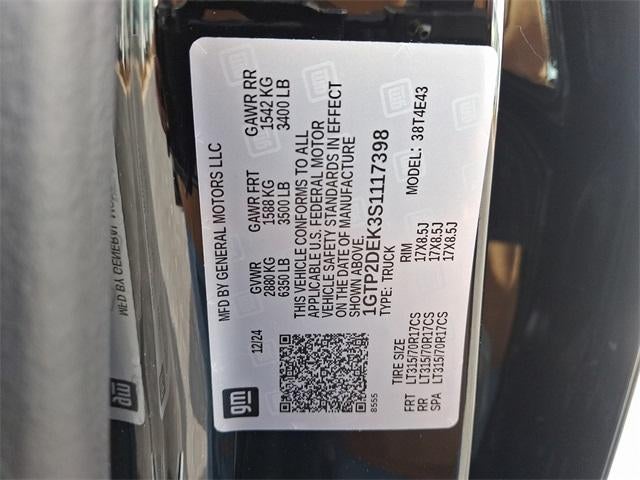 gm
MFD BY GENERAL MOTORS LLC
12/24
GVWR
2880 KG
6350 LB
GAWR FRT
1588 KG
3500 LB
GAWR RR
1542 KG
3400 LB
THIS VEHICLE CONFORMS TO ALL
APPLICABLE U.S. FEDERAL MOTOR
VEHICLE SAFETY STANDARDS IN EFFECT
ON THE DATE OF MANUFACTURE
SHOWN ABOVE.
1GTP2DEK3S1117398
TYPE: TRUCK
MODEL: 38T4E43
8555
TIRE SIZE RIM
FRT LT315/70R17CS 17X8.5J
RR LT315/70R17CS 17X8.5J
SPA LT315/70R17CS 17X8.5J